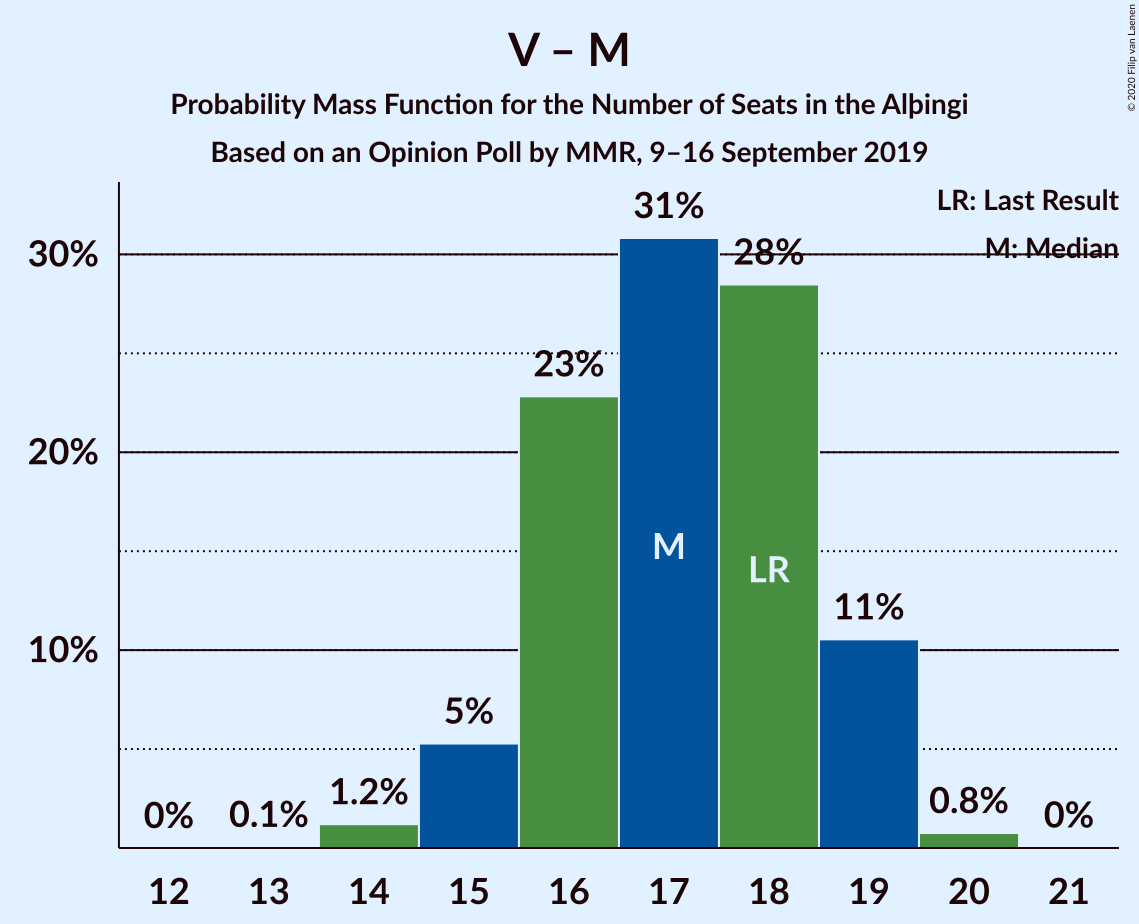 V – M
Probability Mass Function for the Number of Seats in the Alþingi
Based on an Opinion Poll by MMR, 9–16 September 2019
© 2020 Filip van Laenen
LR: Last Result
M: Median
30%
20%
10%
0%
0.1%
1.2%
5%
23%
31%
28%
11%
0.8%
0%
M
LR
12 13 14 15 16 17 18 19 20 21